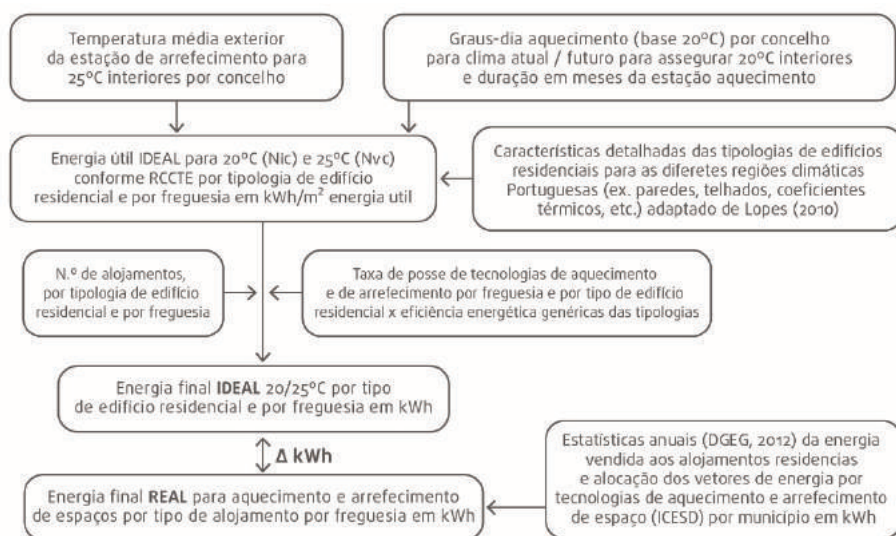 Temperatura média exterior
da estação de arrefecimento para
25ºC interiores por concelho
Graus-dia aquecimento (base 20ºC) por concelho
para clima atual / futuro para assegurar 20ºC interiores
e duração em meses da estação aquecimento
Energia útil IDEAL para 20ºC (Nic) e 25ºC (Nvc)
conforme RCCTE por tipologia de edifício
residencial e por freguesia em kWh/m² energia util
Características detalhadas das tipologias de edifícios
residenciais para as diferetes regiões climáticas
Portuguesas (ex. paredes, telhados, coeficientes
térmicos, etc.) adaptado de Lopes (2010)
N.º de alojamentos,
por tipologia de edifício
residencial e por freguesia
Taxa de posse de tecnologias de aquecimento
e de arrefecimento por freguesia e por tipo de edifício
residencial x eficiência energética genéricas das tipologias
Energia final IDEAL 20/25ºC por tipo
de edifício residencial e por freguesia em kWh
Δ kWh
Energia final REAL para aquecimento e arrefecimento
de espaços por tipo de alojamento por freguesia em kWh
Estatísticas anuais (DGEG, 2012) da energia
vendida aos alojamentos residencias
e alocação dos vetores de energia por
tecnologias de aquecimento e arrefecimento
de espaço (ICESD) por município em kWh